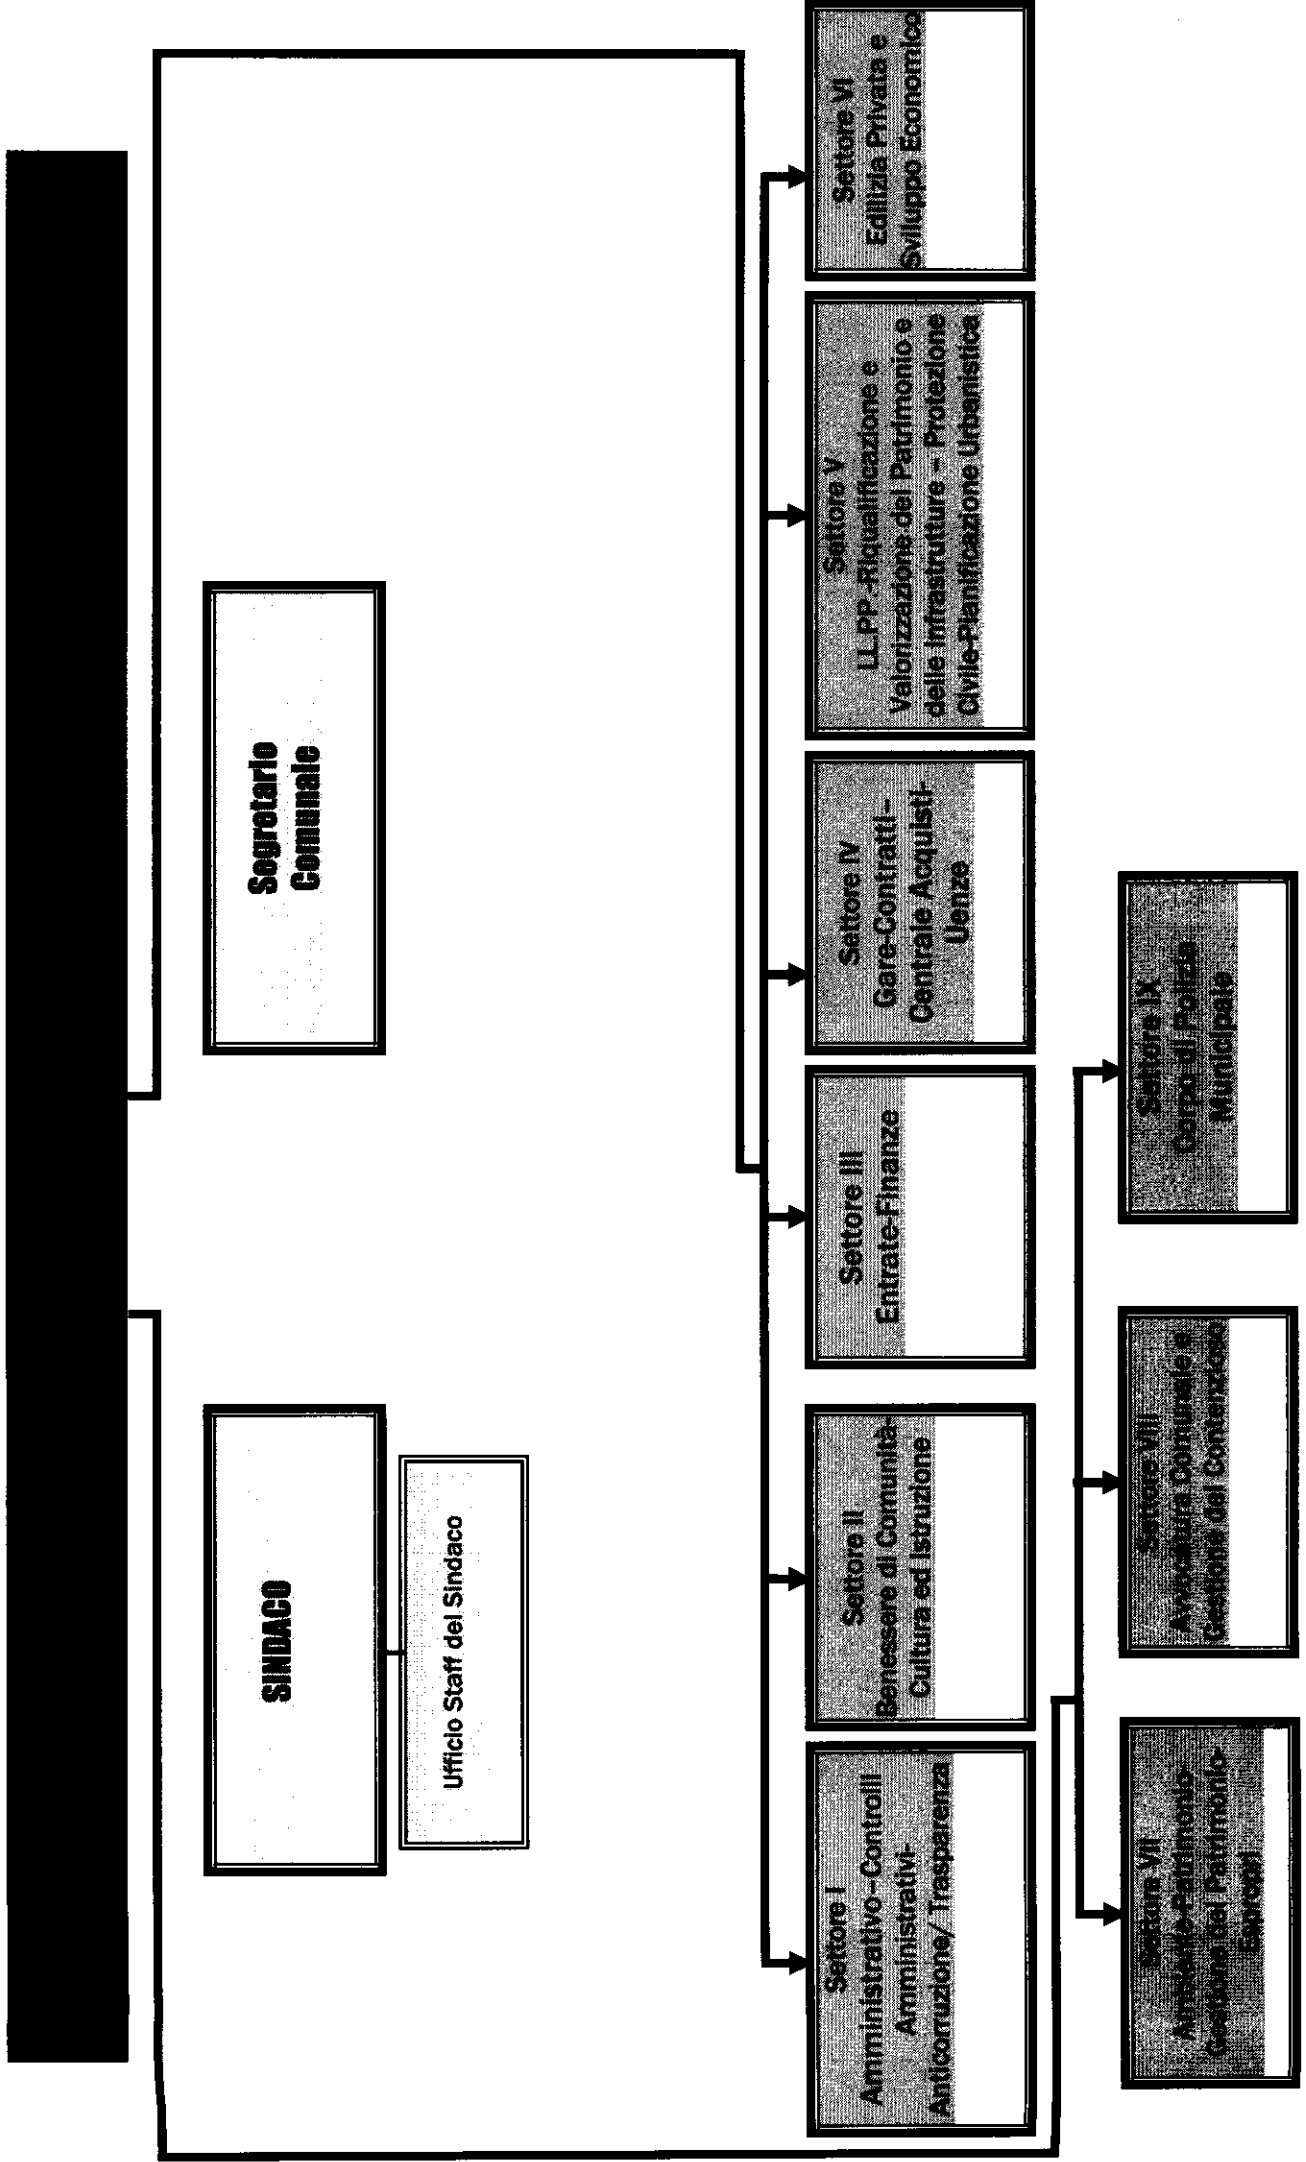 SINDACO
Segretario
Comunale
Ufficio Staff del Sindaco
Settore I
Amministrativo-Controlli
Amministrativi-
Anticorruzione/ Trasparenza
Settore II
Benessere di Comunità-
Cultura ed Istruzione
Settore III
Entrate-Finanze
Settore IV
Gare-Contratti-
Centrale Acquisti-
Uenze
Settore V
LL.PP.-Riqualificazione e
Valorizzazione del Patrimonio e
delle Infrastrutture – Protezione
Civile-Pianificazione Urbanistica
Settore VI
Edilizia Privata e
Sviluppo Economico
Settore VII
Ambiente-Patrimonio-
Gestione del Patrimonio-
Espropri
Settore VIII
Avvocatura Comunale e
Gestione del Contenzioso
Settore IX
Corpo di Polizia
Municipale